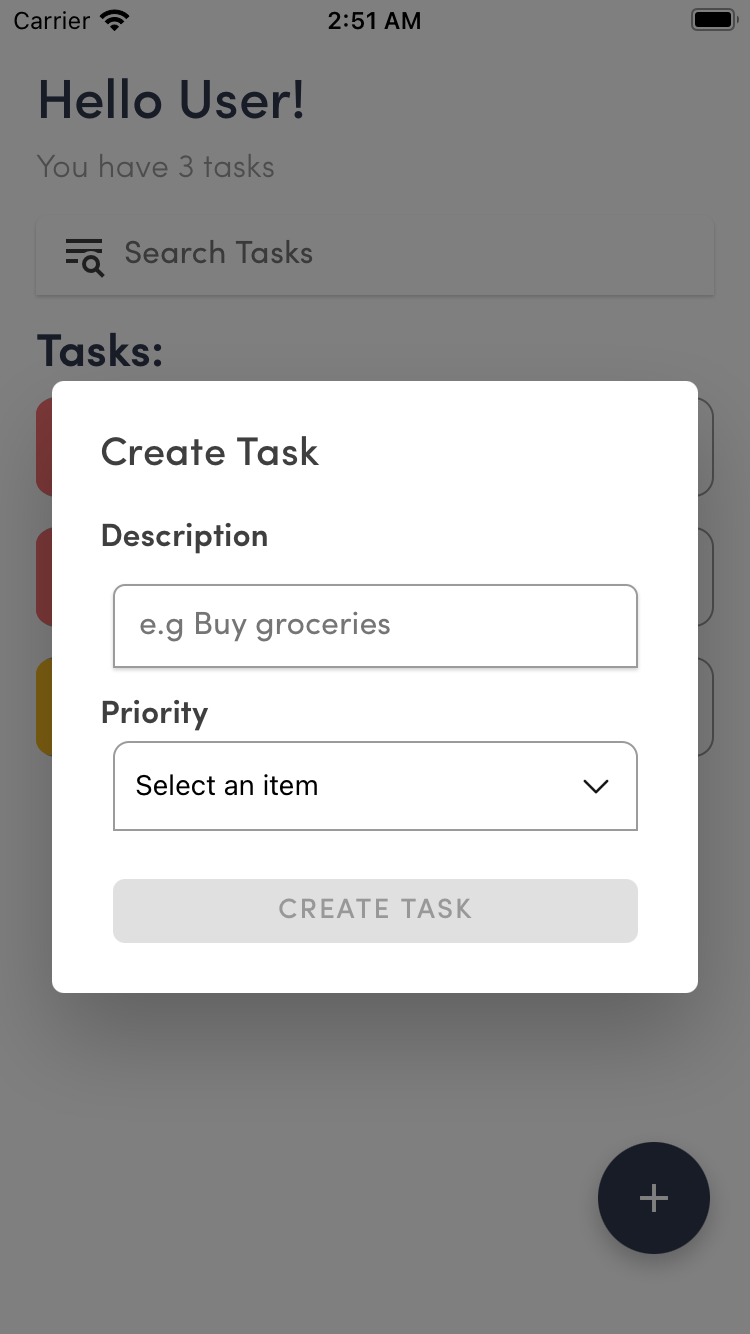 Carrier 2:51 AM
Hello User!
You have 3 tasks
Search Tasks
Tasks:
Create Task
Description
e.g Buy groceries
Priority
Select an item
CREATE TASK
+